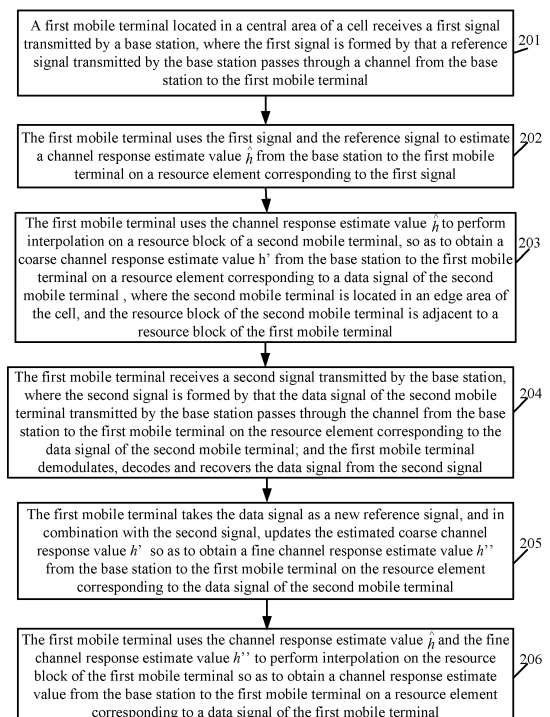 A first mobile terminal located in a central area of a cell receives a first signal
transmitted by a base station, where the first signal is formed by that a reference
signal transmitted by the base station passes through a channel from the base
station to the first mobile terminal
201
The first mobile terminal uses the first signal and the reference signal to estimate
a channel response estimate value ĥ from the base station to the first mobile
terminal on a resource element corresponding to the first signal
202
The first mobile terminal uses the channel response estimate value ĥ to perform
interpolation on a resource block of a second mobile terminal, so as to obtain a
coarse channel response estimate value h' from the base station to the first mobile
terminal on a resource element corresponding to a data signal of the second
mobile terminal , where the second mobile terminal is located in an edge area of
the cell, and the resource block of the second mobile terminal is adjacent to a
resource block of the first mobile terminal
203
The first mobile terminal receives a second signal transmitted by the base station,
where the second signal is formed by that the data signal of the second mobile
terminal transmitted by the base station passes through the channel from the base
station to the first mobile terminal on the resource element corresponding to the
data signal of the second mobile terminal; and the first mobile terminal
demodulates, decodes and recovers the data signal from the second signal
204
The first mobile terminal takes the data signal as a new reference signal, and in
combination with the second signal, updates the estimated coarse channel
response value h' so as to obtain a fine channel response estimate value h''
from the base station to the first mobile terminal on the resource element
corresponding to the data signal of the second mobile terminal
205
The first mobile terminal uses the channel response estimate value ĥ and the fine
channel response estimate value h'' to perform interpolation on the resource
block of the first mobile terminal so as to obtain a channel response estimate
value from the base station to the first mobile terminal on a resource element
corresponding to a data signal of the first mobile terminal
206